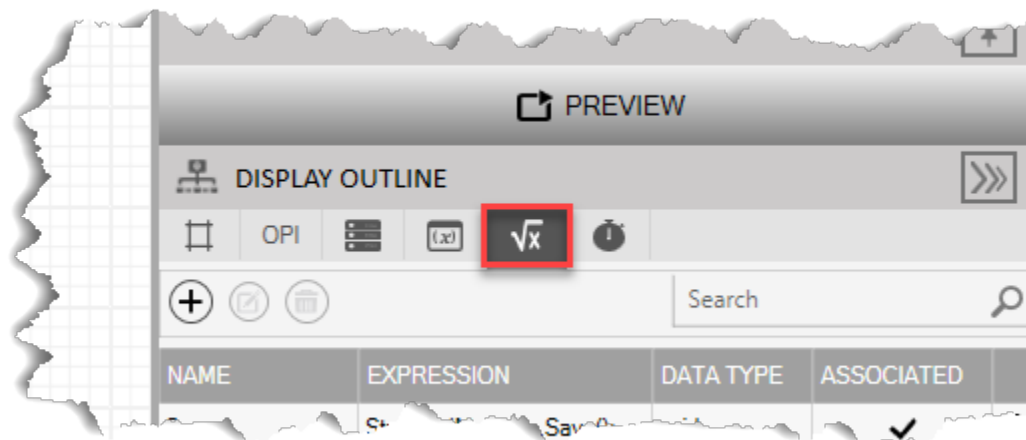 PREVIEW
DISPLAY OUTLINE
OPI (x) √x
Search
NAME EXPRESSION DATA TYPE ASSOCIATED